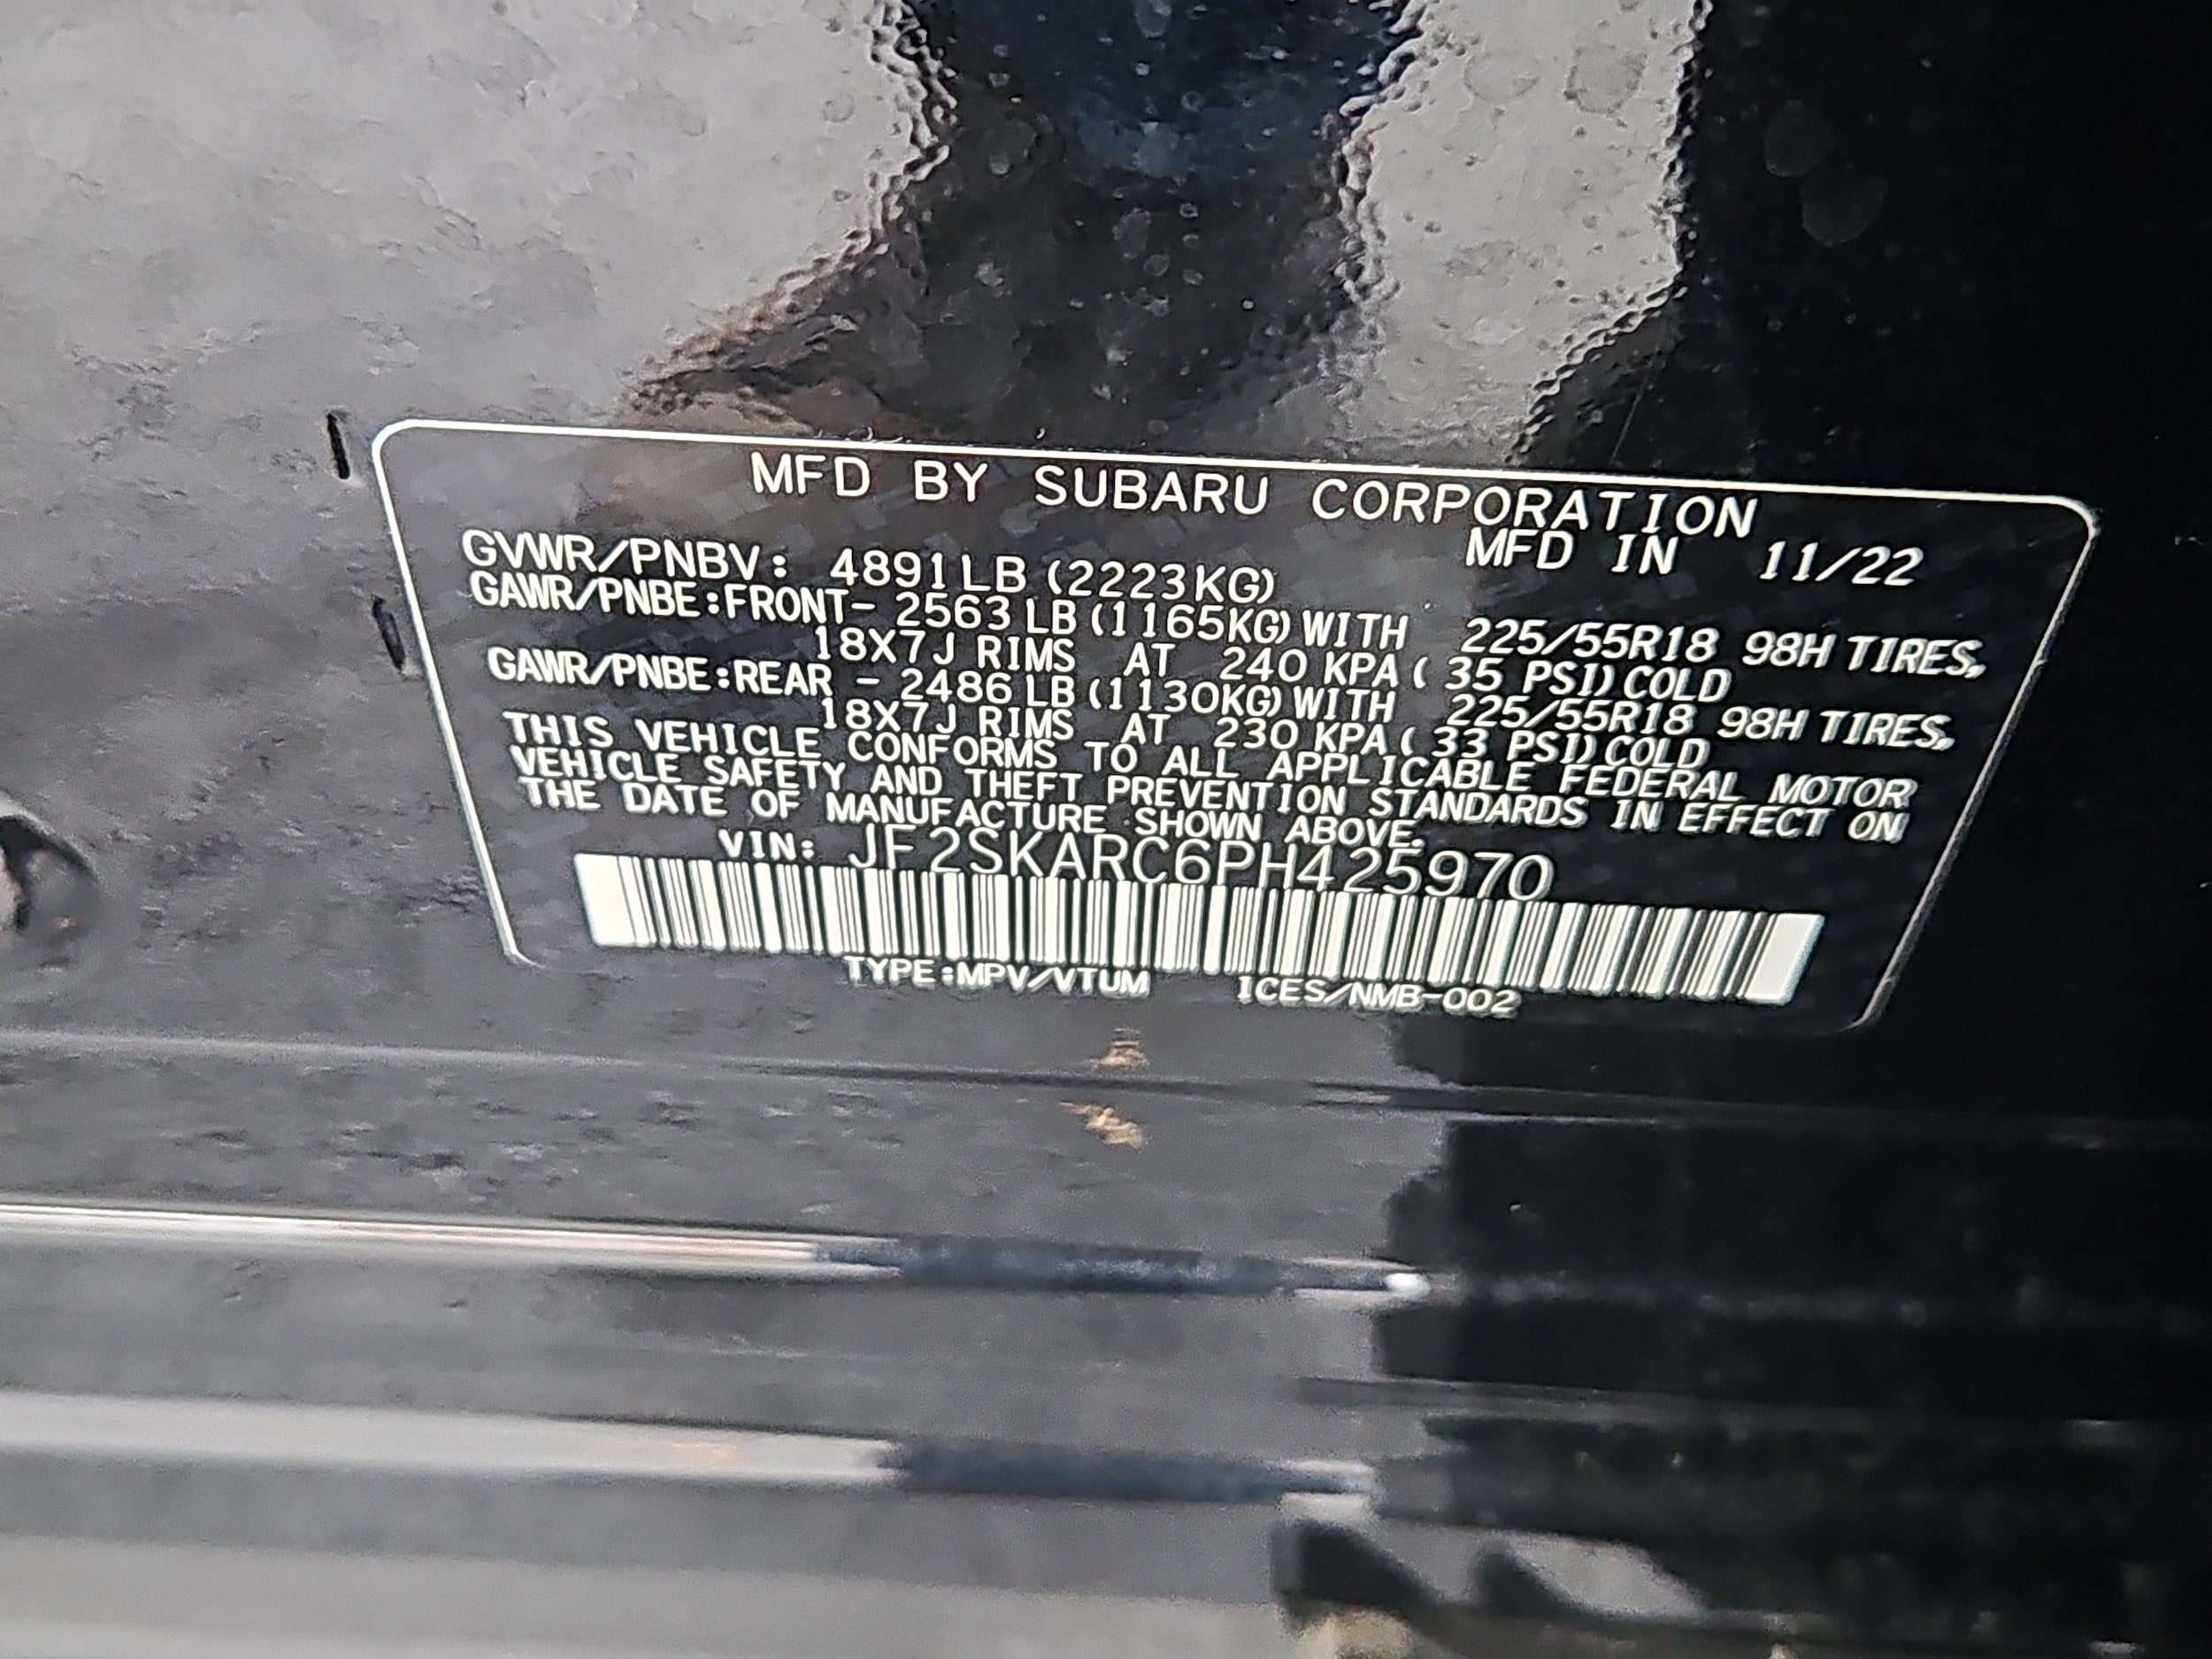 MFD BY SUBARU CORPORATION
GVWR/PNBV: 4891LB (2223KG) MFD IN 11/22
GAWR/PNBE:FRONT- 2563 LB (1165KG) WITH 225/55R18 98H TIRES,
18X7J RIMS AT 240 KPA ( 35 PSI) COLD
GAWR/PNBE:REAR - 2486 LB (1130KG) WITH 225/55R18 98H TIRES,
18X7J RIMS AT 230 KPA ( 33 PSI) COLD
THIS VEHICLE CONFORMS TO ALL APPLICABLE FEDERAL MOTOR
VEHICLE SAFETY AND THEFT PREVENTION STANDARDS IN EFFECT ON
THE DATE OF MANUFACTURE SHOWN ABOVE.
VIN: JF2SKARC6PH425970
TYPE:MPV/VTUM ICES/NMB-002